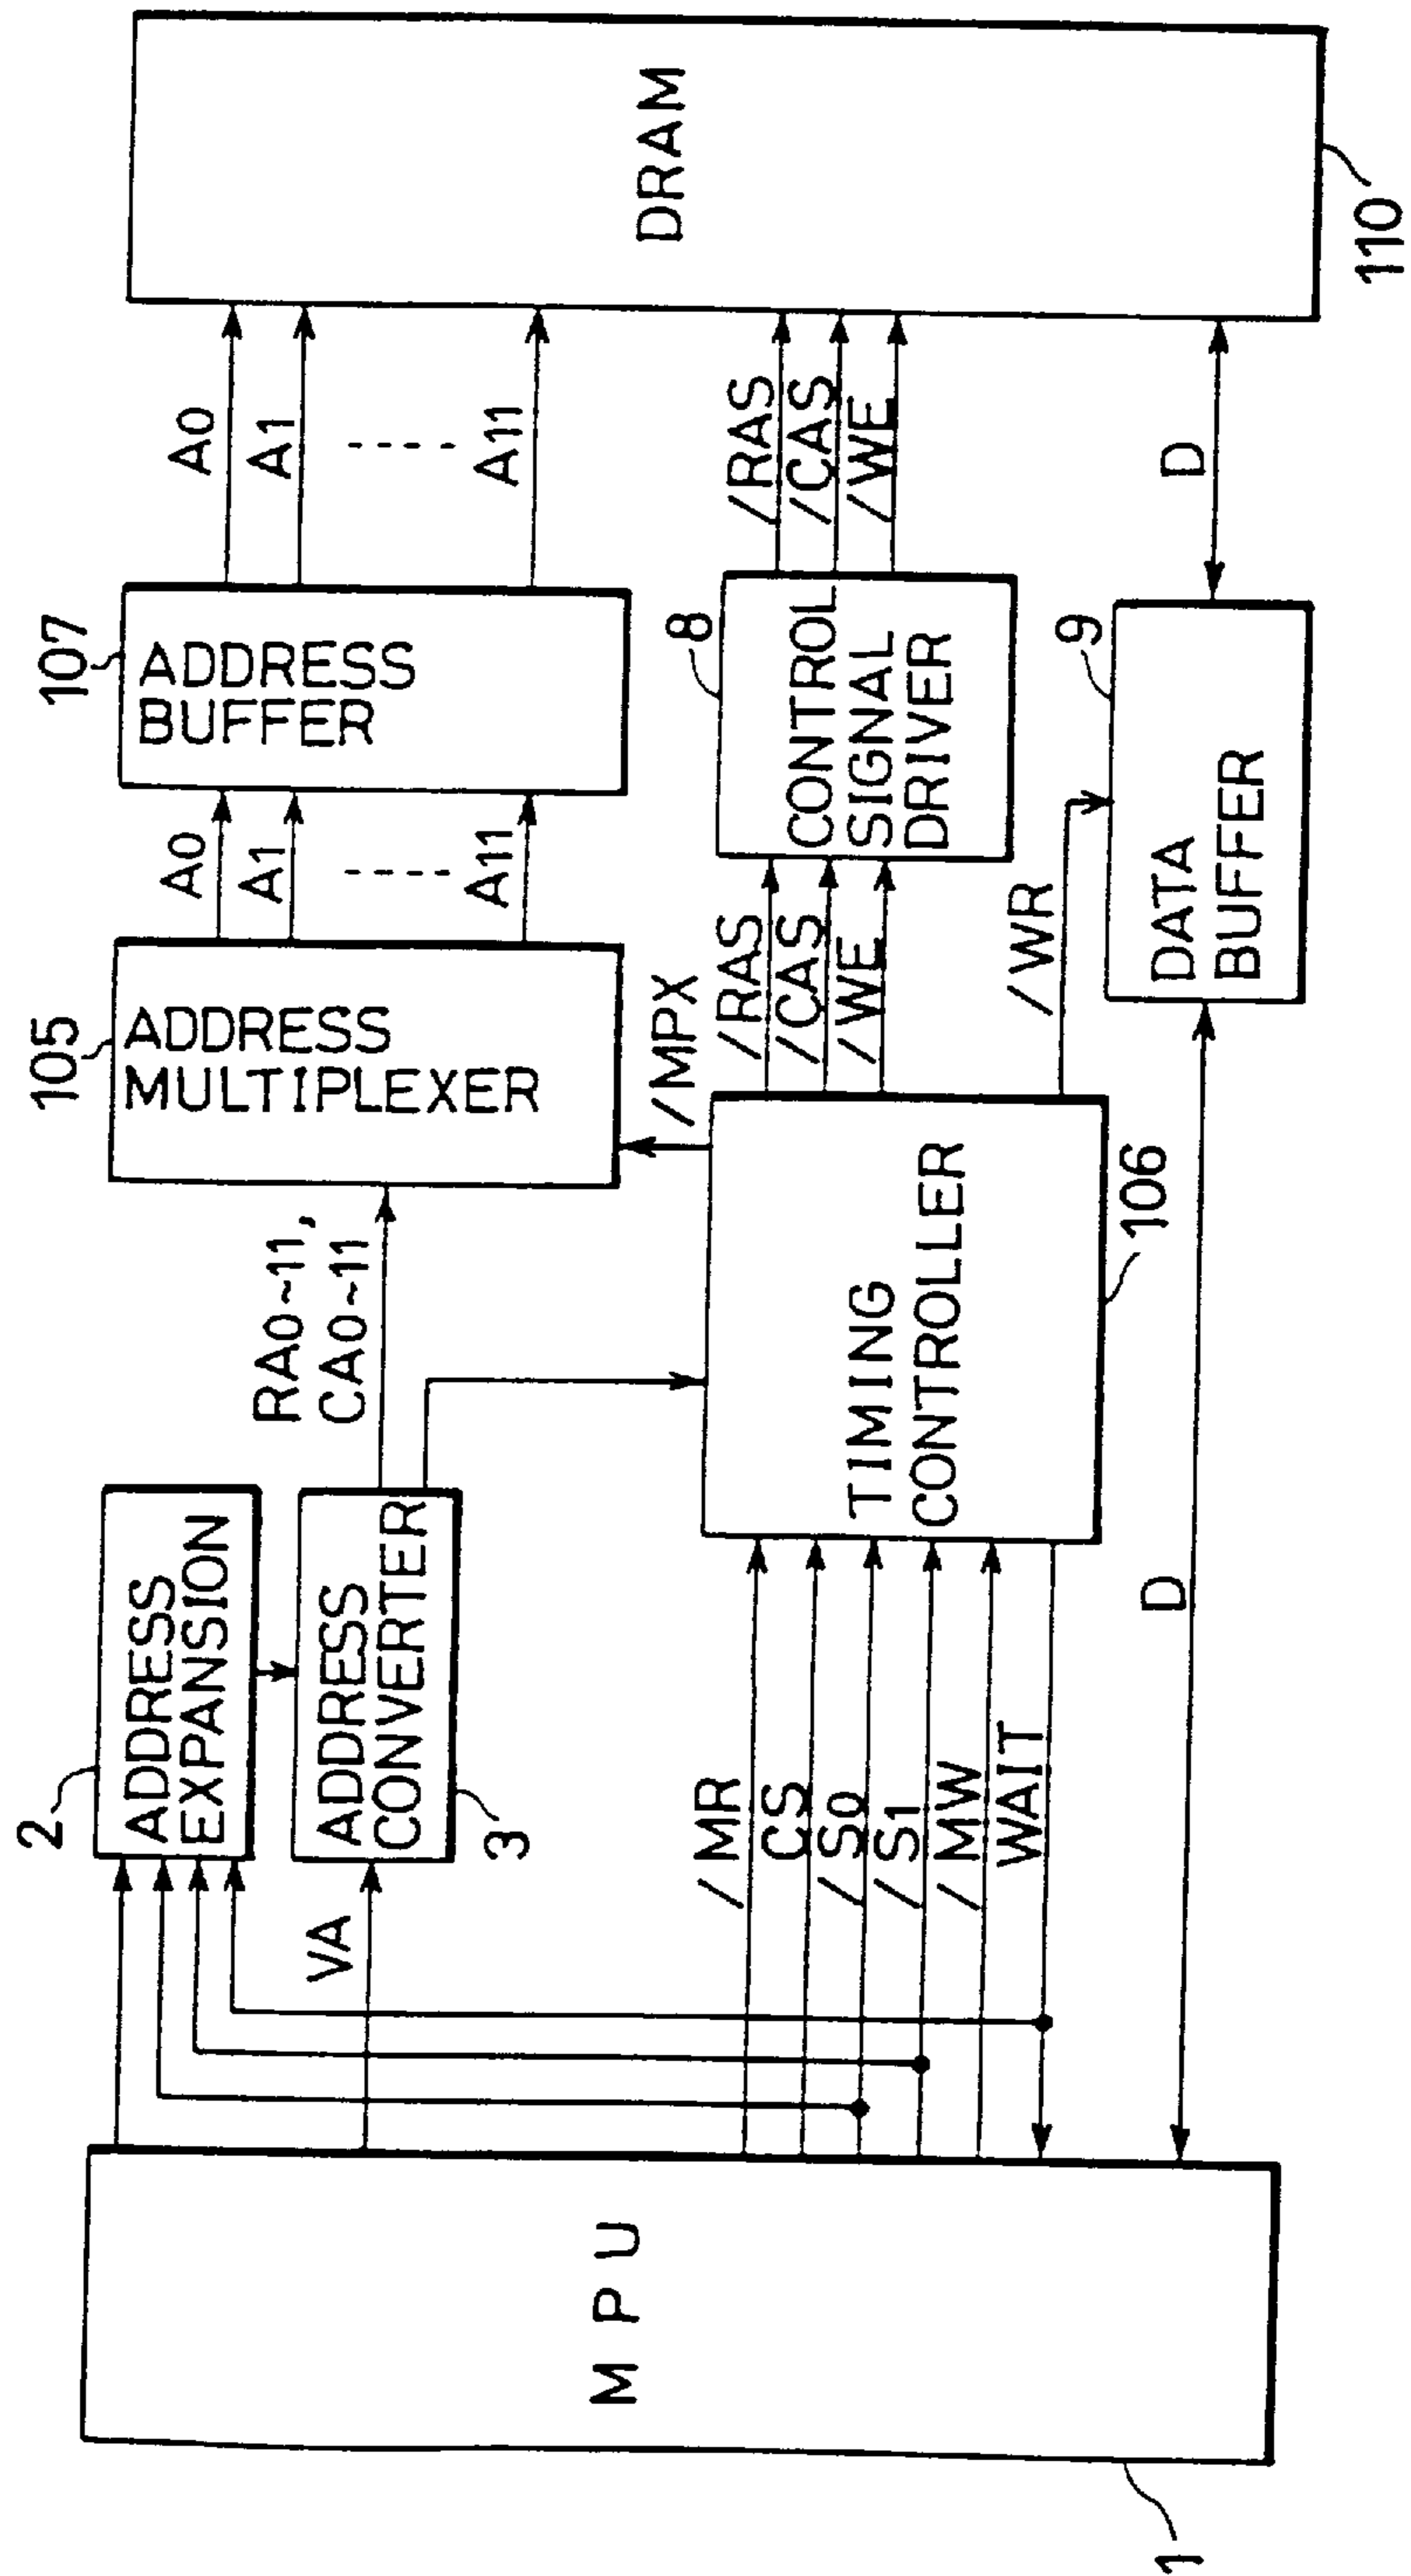 2
ADDRESS
EXPANSION
ADDRESS
CONVERTER
3
VA
RA0~11,
CA0~11
105
ADDRESS
MULTIPLEXER
A0
A1
A11
107
ADDRESS
BUFFER
A0
A1
A11
DRAM
110
MPU
1
/MR
CS
/S0
/S1
/MW
WAIT
TIMING
CONTROLLER
106
/MPX
/RAS
/CAS
/WE
8
CONTROL
SIGNAL
DRIVER
/RAS
/CAS
/WE
/WR
9
DATA
BUFFER
D
D